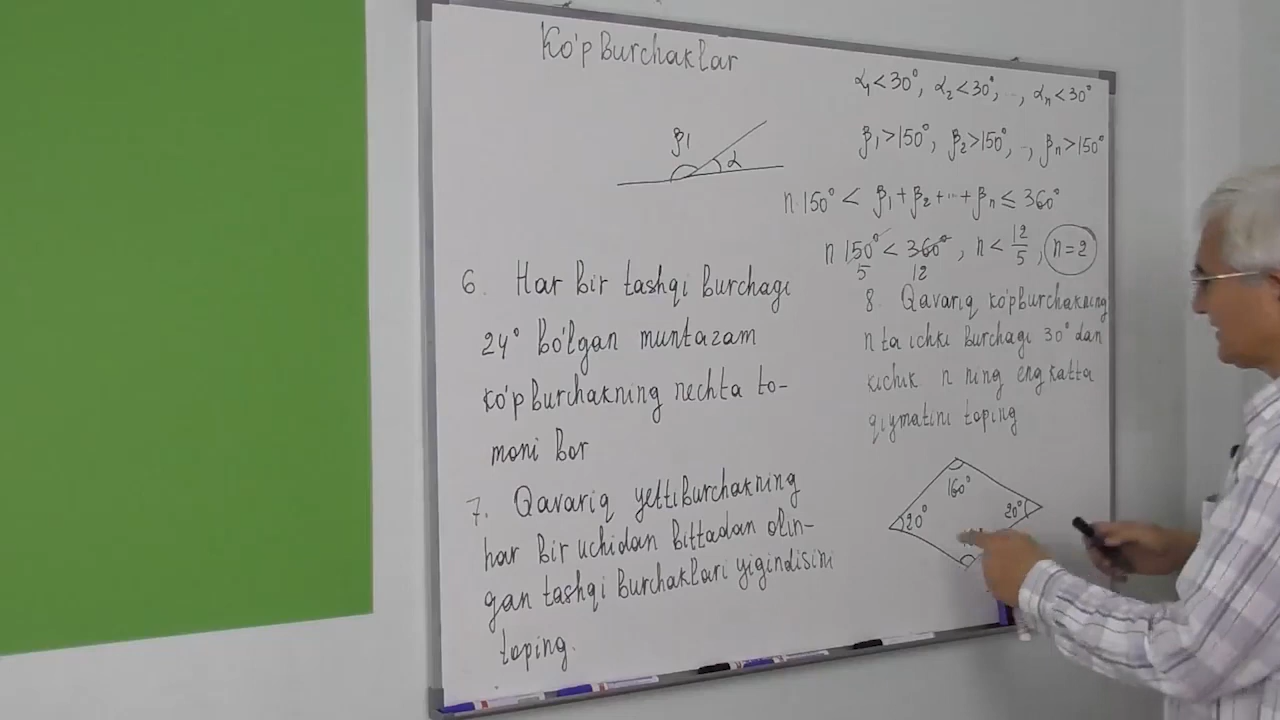 Ko'pburchaklar
β1
α
α₁<30°, α₂<30°, ..., αₙ<30°
β₁>150°, β₂>150°, .., βₙ>150°
n·150° < β₁+β₂+...+βₙ ≤ 360°
n 150° < 360°, n < 12/5, n=2
5 12
6. Har bir tashqi burchagi
24° bo'lgan muntazam
ko'pburchakning nechta to-
moni bor
7. Qavariq yettiburchakning
har bir uchidan bittadan olin-
gan tashqi burchaklari yigindisini
toping.
8. Qavariq ko'pburchakning
n ta ichki burchagi 30° dan
kichik n ning eng katta
qiymatini toping
160°
20°
20°